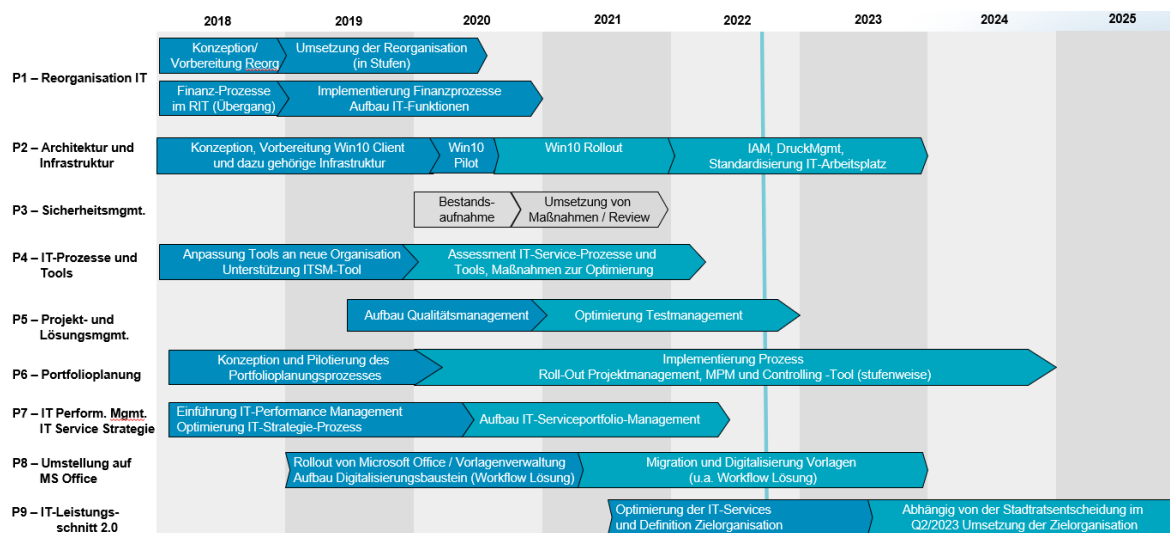 2018 2019 2020 2021 2022 2023 2024 2025
P1 – Reorganisation IT
Konzeption/
Vorbereitung Reorg
Umsetzung der Reorganisation
(in Stufen)
Finanz-Prozesse
im RIT (Übergang)
Implementierung Finanzprozesse
Aufbau IT-Funktionen
P2 – Architektur und
Infrastruktur
Konzeption, Vorbereitung Win10 Client
und dazu gehörige Infrastruktur
Win10
Pilot
Win10 Rollout
IAM, DruckMgmt,
Standardisierung IT-Arbeitsplatz
P3 – Sicherheitsmgmt.
Bestands-
aufnahme
Umsetzung von
Maßnahmen / Review
P4 – IT-Prozesse und
Tools
Anpassung Tools an neue Organisation
Unterstützung ITSM-Tool
Assessment IT-Service-Prozesse und
Tools, Maßnahmen zur Optimierung
P5 – Projekt- und
Lösungsmgmt.
Aufbau Qualitätsmanagement
Optimierung Testmanagement
P6 – Portfolioplanung
Konzeption und Pilotierung des
Portfolioplanungsprozesses
Implementierung Prozess
Roll-Out Projektmanagement, MPM und Controlling -Tool (stufenweise)
P7 – IT Perform. Mgmt.
IT Service Strategie
Einführung IT-Performance Management
Optimierung IT-Strategie-Prozess
Aufbau IT-Serviceportfolio-Management
P8 – Umstellung auf
MS Office
Rollout von Microsoft Office / Vorlagenverwaltung
Aufbau Digitalisierungsbaustein (Workflow Lösung)
Migration und Digitalisierung Vorlagen
(u.a. Workflow Lösung)
P9 – IT-Leistungs-
schnitt 2.0
Optimierung der IT-Services
und Definition Zielorganisation
Abhängig von der Stadtratsentscheidung im
Q2/2023 Umsetzung der Zielorganisation